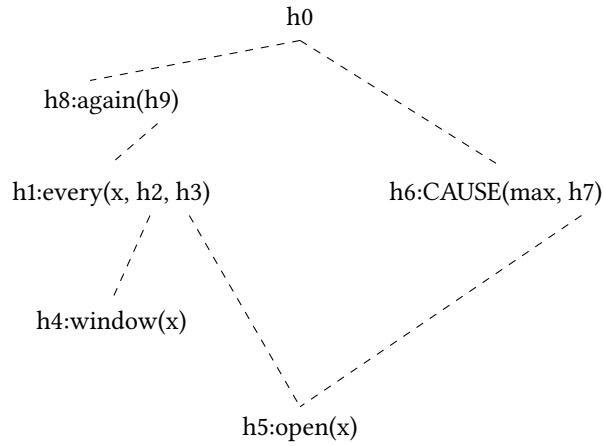 h0
h8:again(h9)
h1:every(x, h2, h3)
h6:CAUSE(max, h7)
h4:window(x)
h5:open(x)